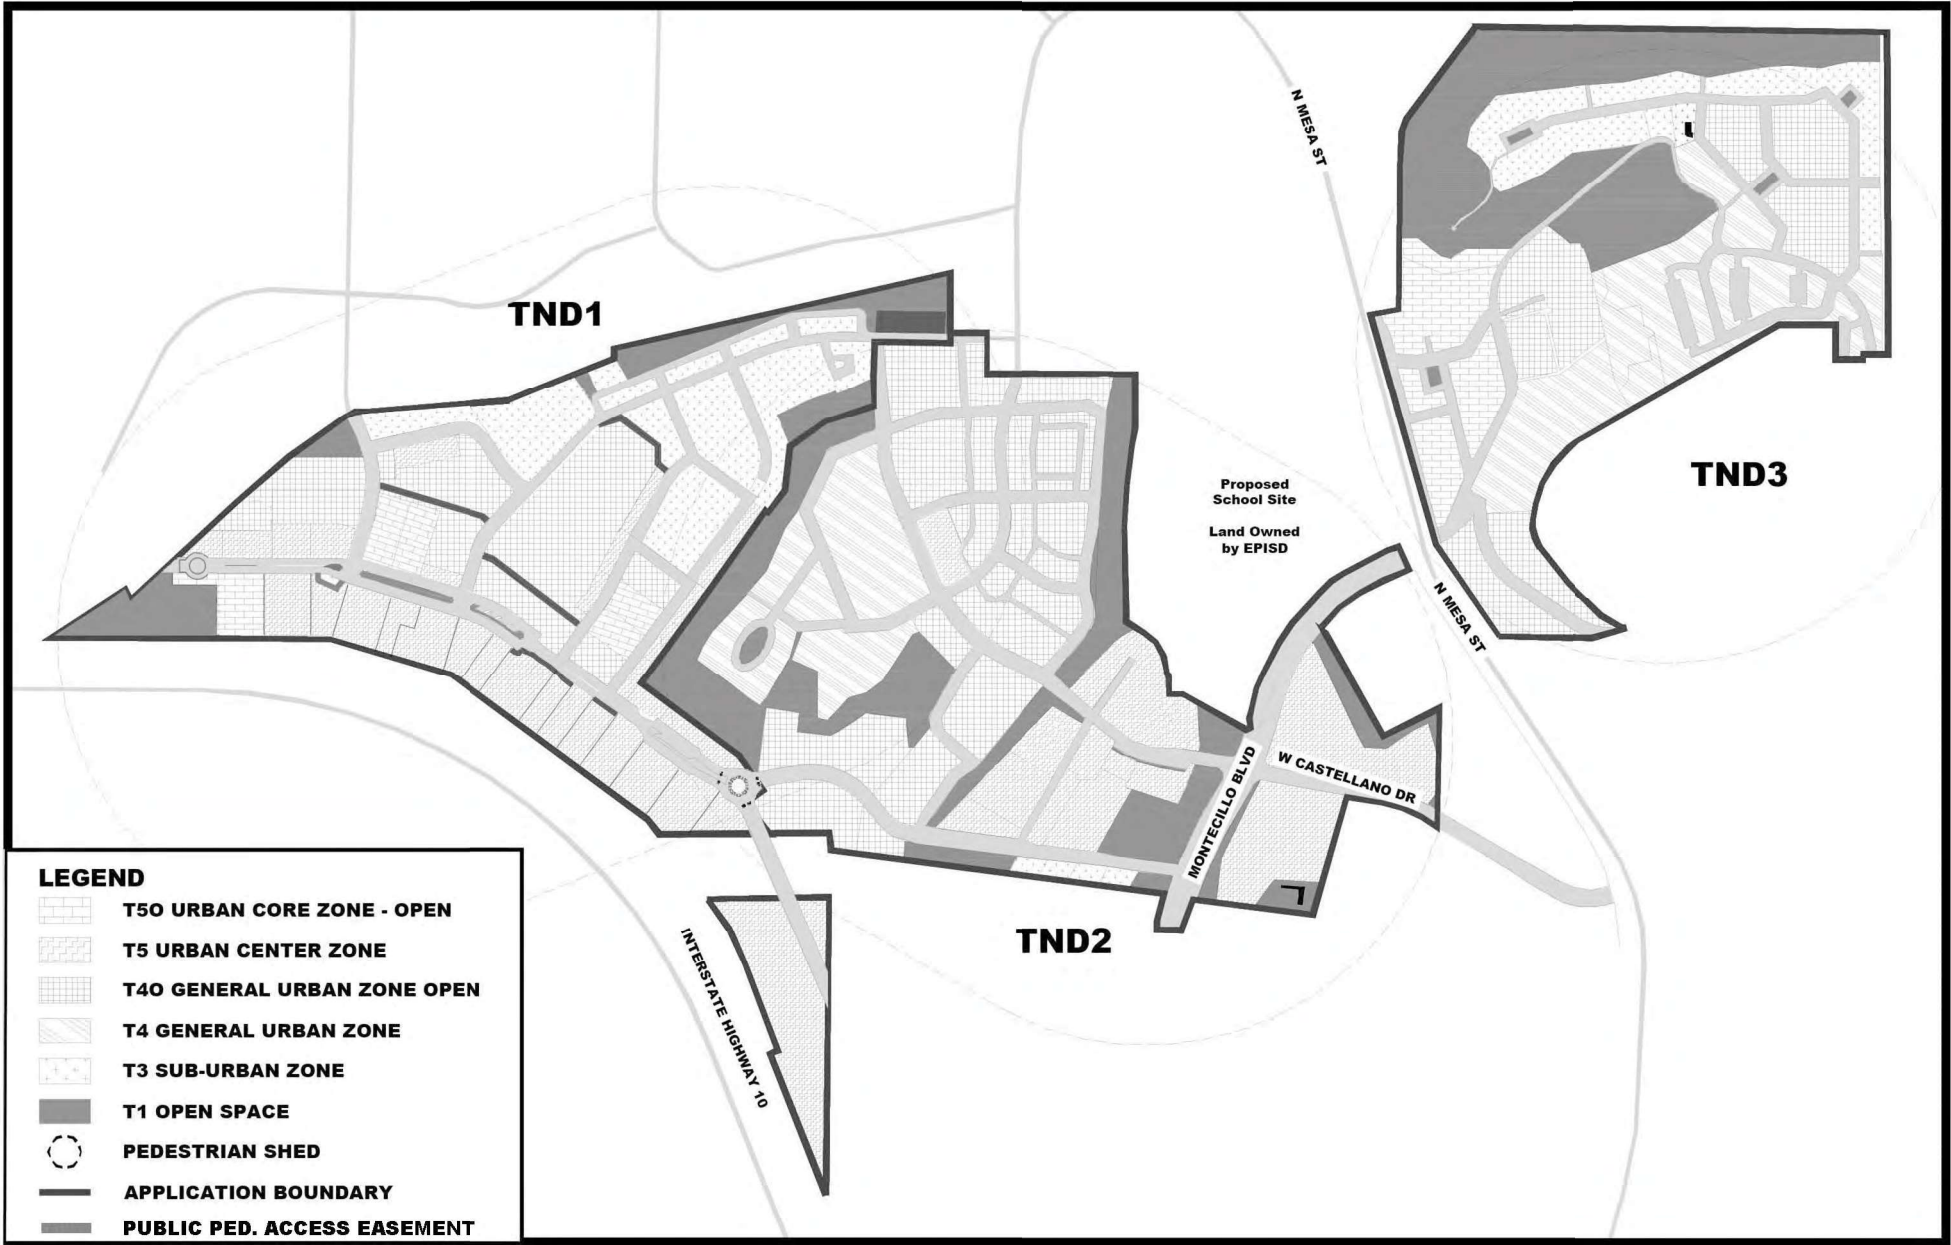 N MESA ST
TND1
TND3
Proposed
School Site
Land Owned
by EPISD
N MESA ST
W CASTELLANO DR
MONTECILLO BLVD
TND2
INTERSTATE HIGHWAY 10
LEGEND
T5O URBAN CORE ZONE - OPEN
T5 URBAN CENTER ZONE
T4O GENERAL URBAN ZONE OPEN
T4 GENERAL URBAN ZONE
T3 SUB-URBAN ZONE
T1 OPEN SPACE
PEDESTRIAN SHED
APPLICATION BOUNDARY
PUBLIC PED. ACCESS EASEMENT